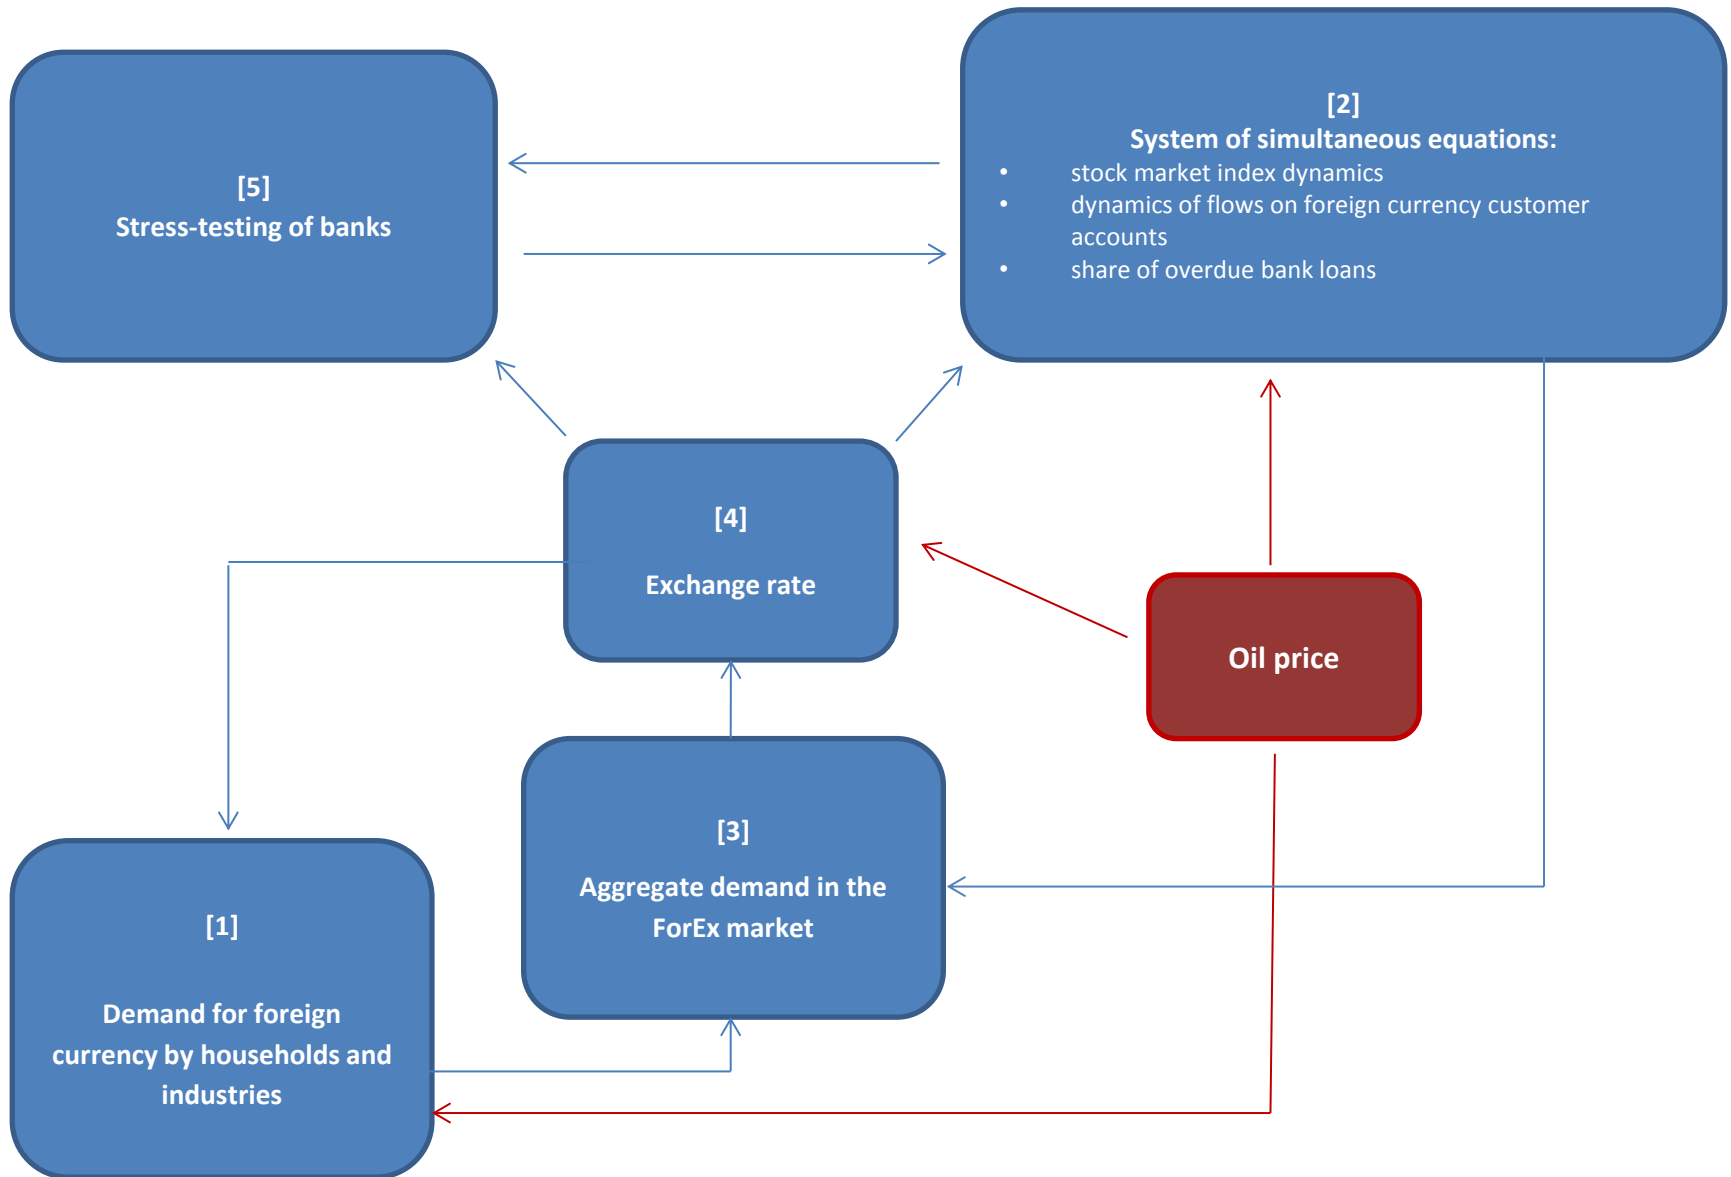 [5]
Stress-testing of banks
[2]
System of simultaneous equations:
• stock market index dynamics
• dynamics of flows on foreign currency customer
accounts
• share of overdue bank loans
[4]
Exchange rate
Oil price
[3]
Aggregate demand in the
ForEx market
[1]
Demand for foreign
currency by households and
industries